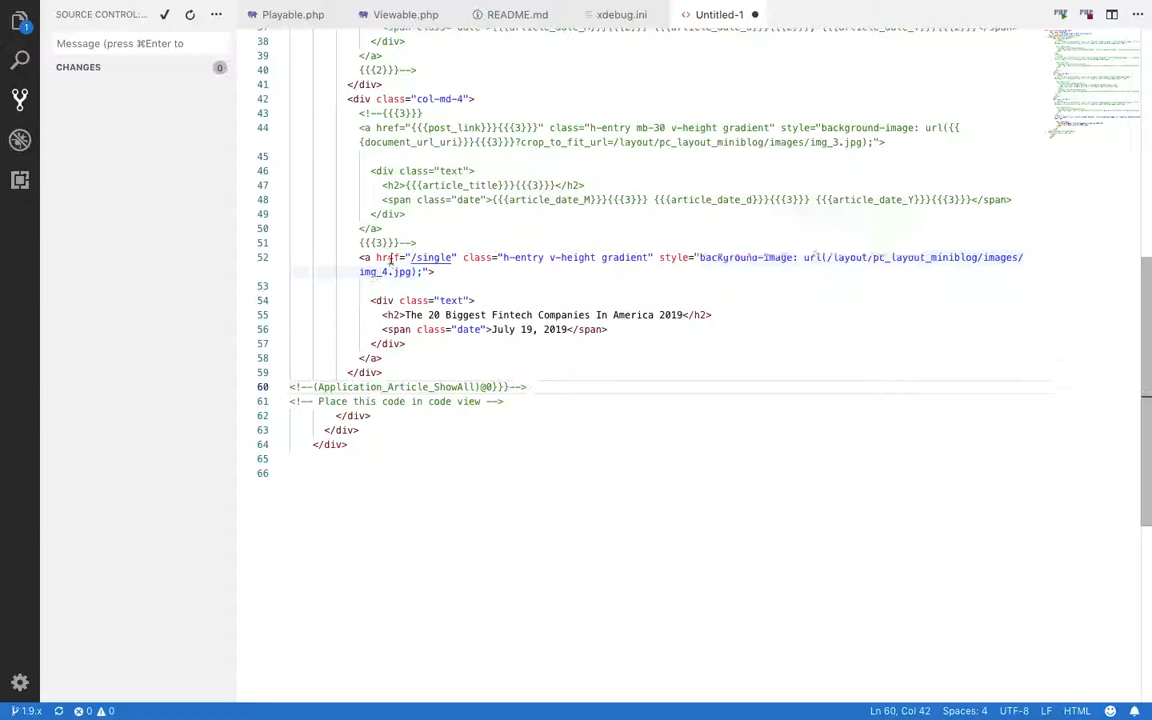 SOURCE CONTROL:...
Playable.php
Viewable.php
README.md
xdebug.ini
Untitled-1
Message (press ⌘Enter to
CHANGES
0
1
38 </div>
39 </a>
40 {{{2}}}-->
41 </div>
42 <div class="col-md-4">
43 <!--{{{3}}}
44 <a href="{{{post_link}}}{{{3}}}" class="h-entry mb-30 v-height gradient" style="background-image: url({{
{document_url_uri}}}{{{3}}}?crop_to_fit_url=/layout/pc_layout_miniblog/images/img_3.jpg);">
45
46 <div class="text">
47 <h2>{{{article_title}}}{{{3}}}</h2>
48 <span class="date">{{{article_date_M}}}{{{3}}} {{{article_date_d}}}{{{3}}} {{{article_date_Y}}}{{{3}}}</span>
49 </div>
50 </a>
51 {{{3}}}-->
52 <a href="/single" class="h-entry v-height gradient" style="background-image: url(/layout/pc_layout_miniblog/images/
img_4.jpg);">
53
54 <div class="text">
55 <h2>The 20 Biggest Fintech Companies In America 2019</h2>
56 <span class="date">July 19, 2019</span>
57 </div>
58 </a>
59 </div>
60 <!--(Application_Article_ShowAll)@0}}}-->
61 <!-- Place this code in code view -->
62 </div>
63 </div>
64 </div>
65
66
1.9.x
0
0
Ln 60, Col 42
Spaces: 4
UTF-8
LF
HTML